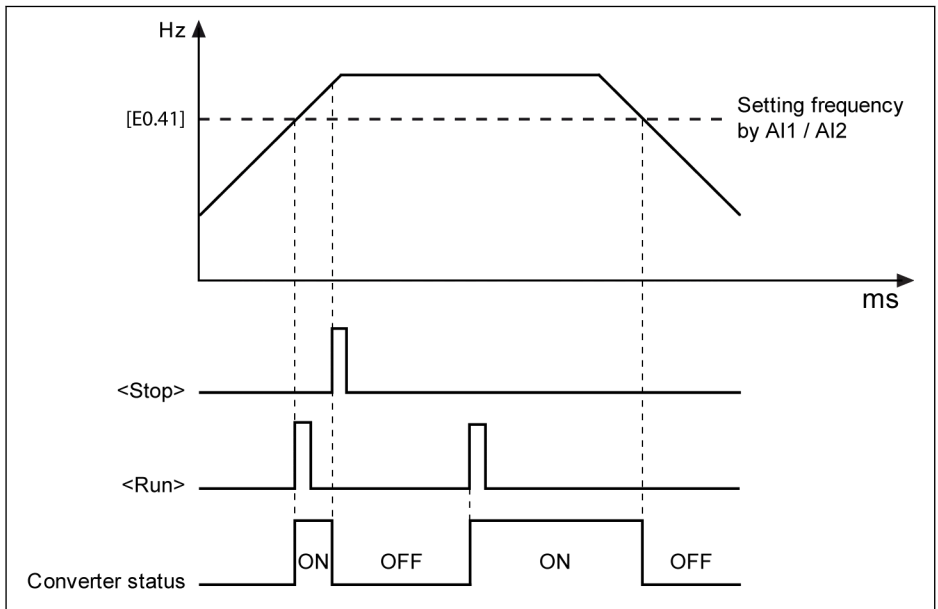 Hz
[E0.41]
Setting frequency
by AI1 / AI2
ms
<Stop>
<Run>
ON
OFF
ON
OFF
Converter status